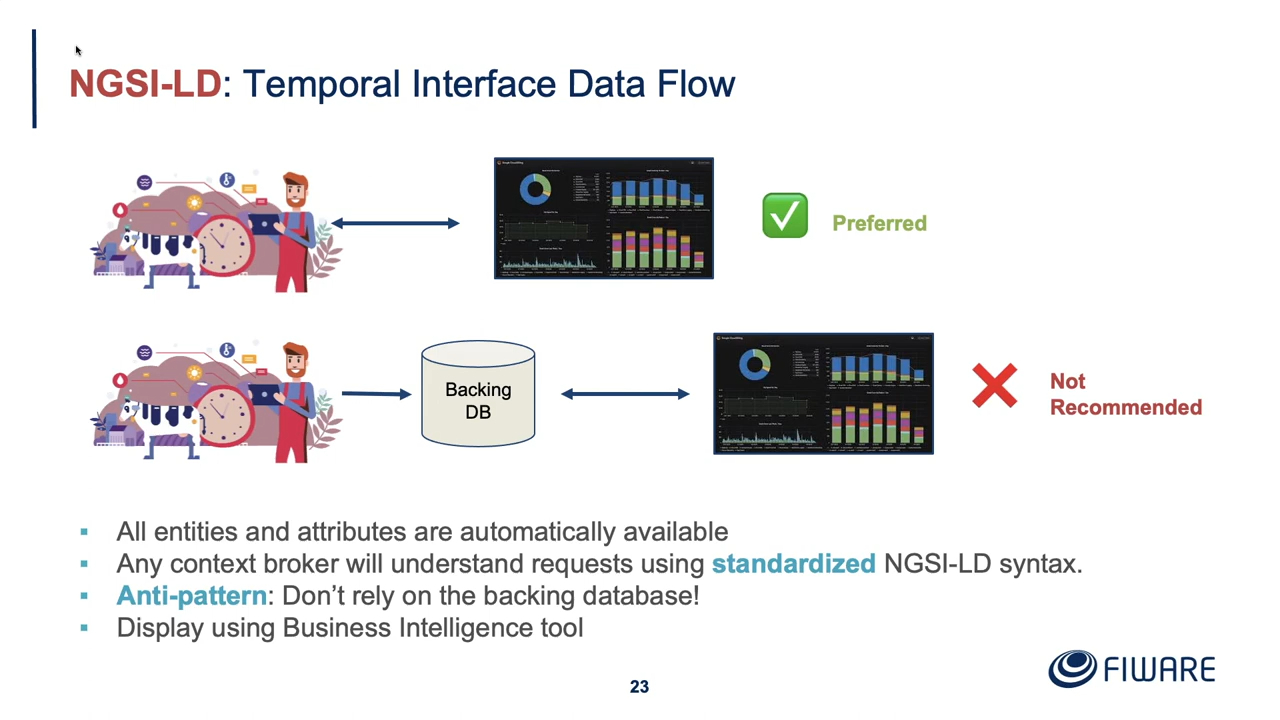 NGSI-LD: Temporal Interface Data Flow
Preferred
Backing
DB
Not
Recommended
▪ All entities and attributes are automatically available
▪ Any context broker will understand requests using standardized NGSI-LD syntax.
▪ Anti-pattern: Don’t rely on the backing database!
▪ Display using Business Intelligence tool
FIWARE
23